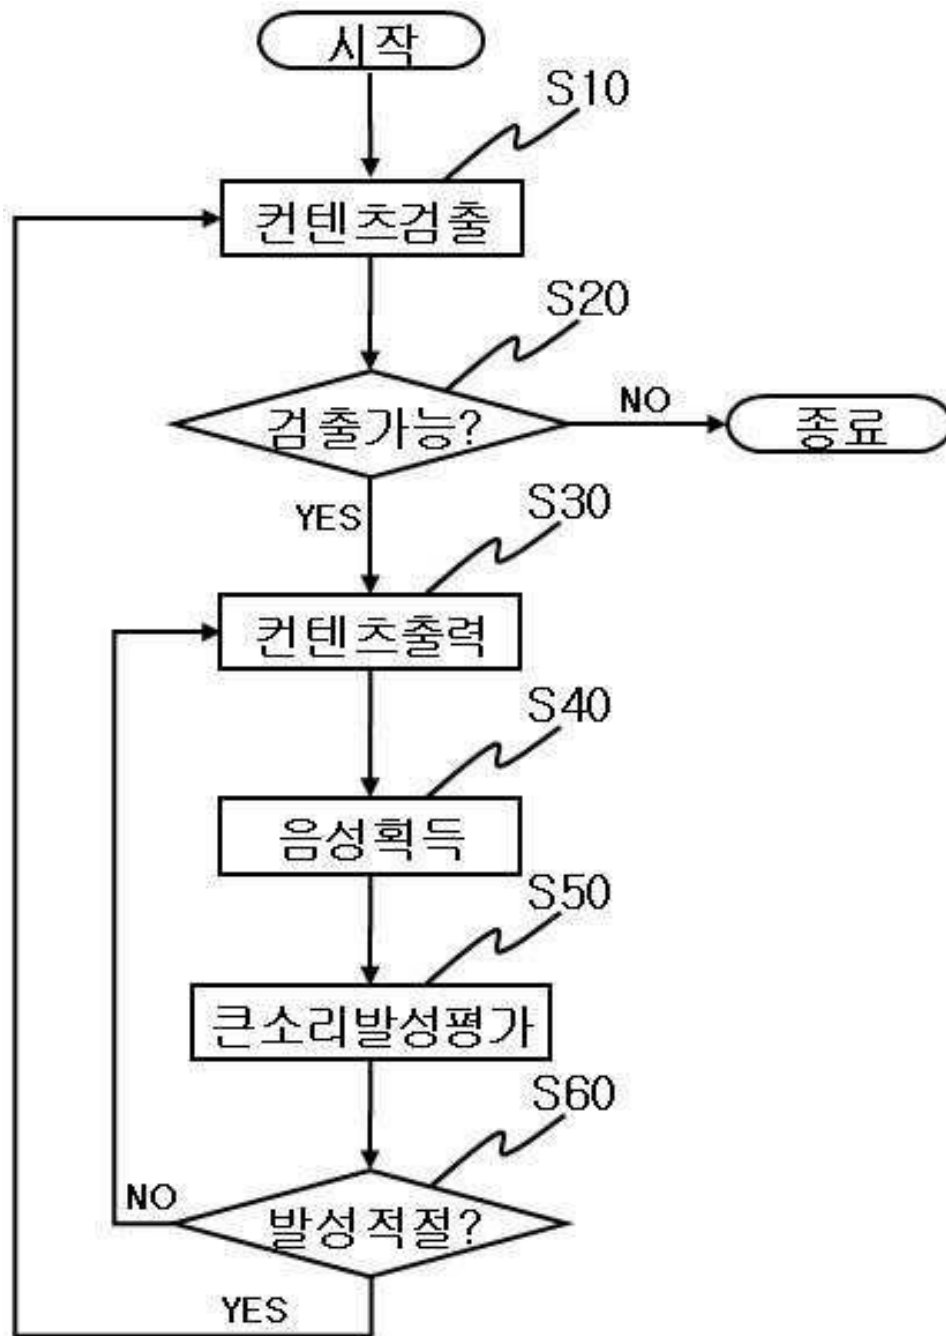 시작
S10
컨텐츠검출
S20
검출가능?
NO
종료
YES
S30
컨텐츠출력
S40
음성획득
S50
큰소리발성평가
S60
NO
발성적절?
YES